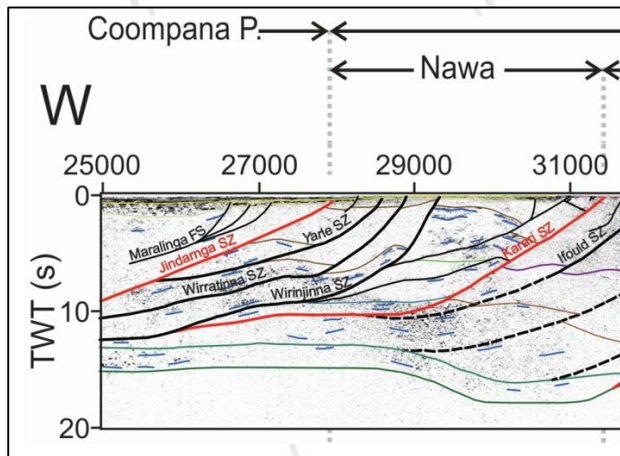 Coompana P.
Nawa
W
25000 27000 29000 31000
0
Maralinga FS
Jindarnga SZ
Yarle SZ
Karari SZ
Ifould SZ
Wirratinna SZ
Wirinjinna SZ
10
TWT (s)
20